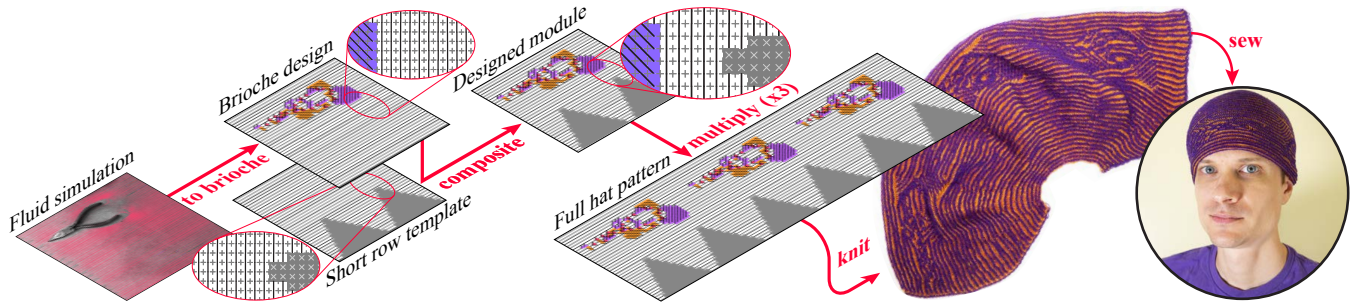 Fluid simulation
to brioche
Brioche design
Short row template
composite
Designed module
multiply (x3)
Full hat pattern
knit
sew